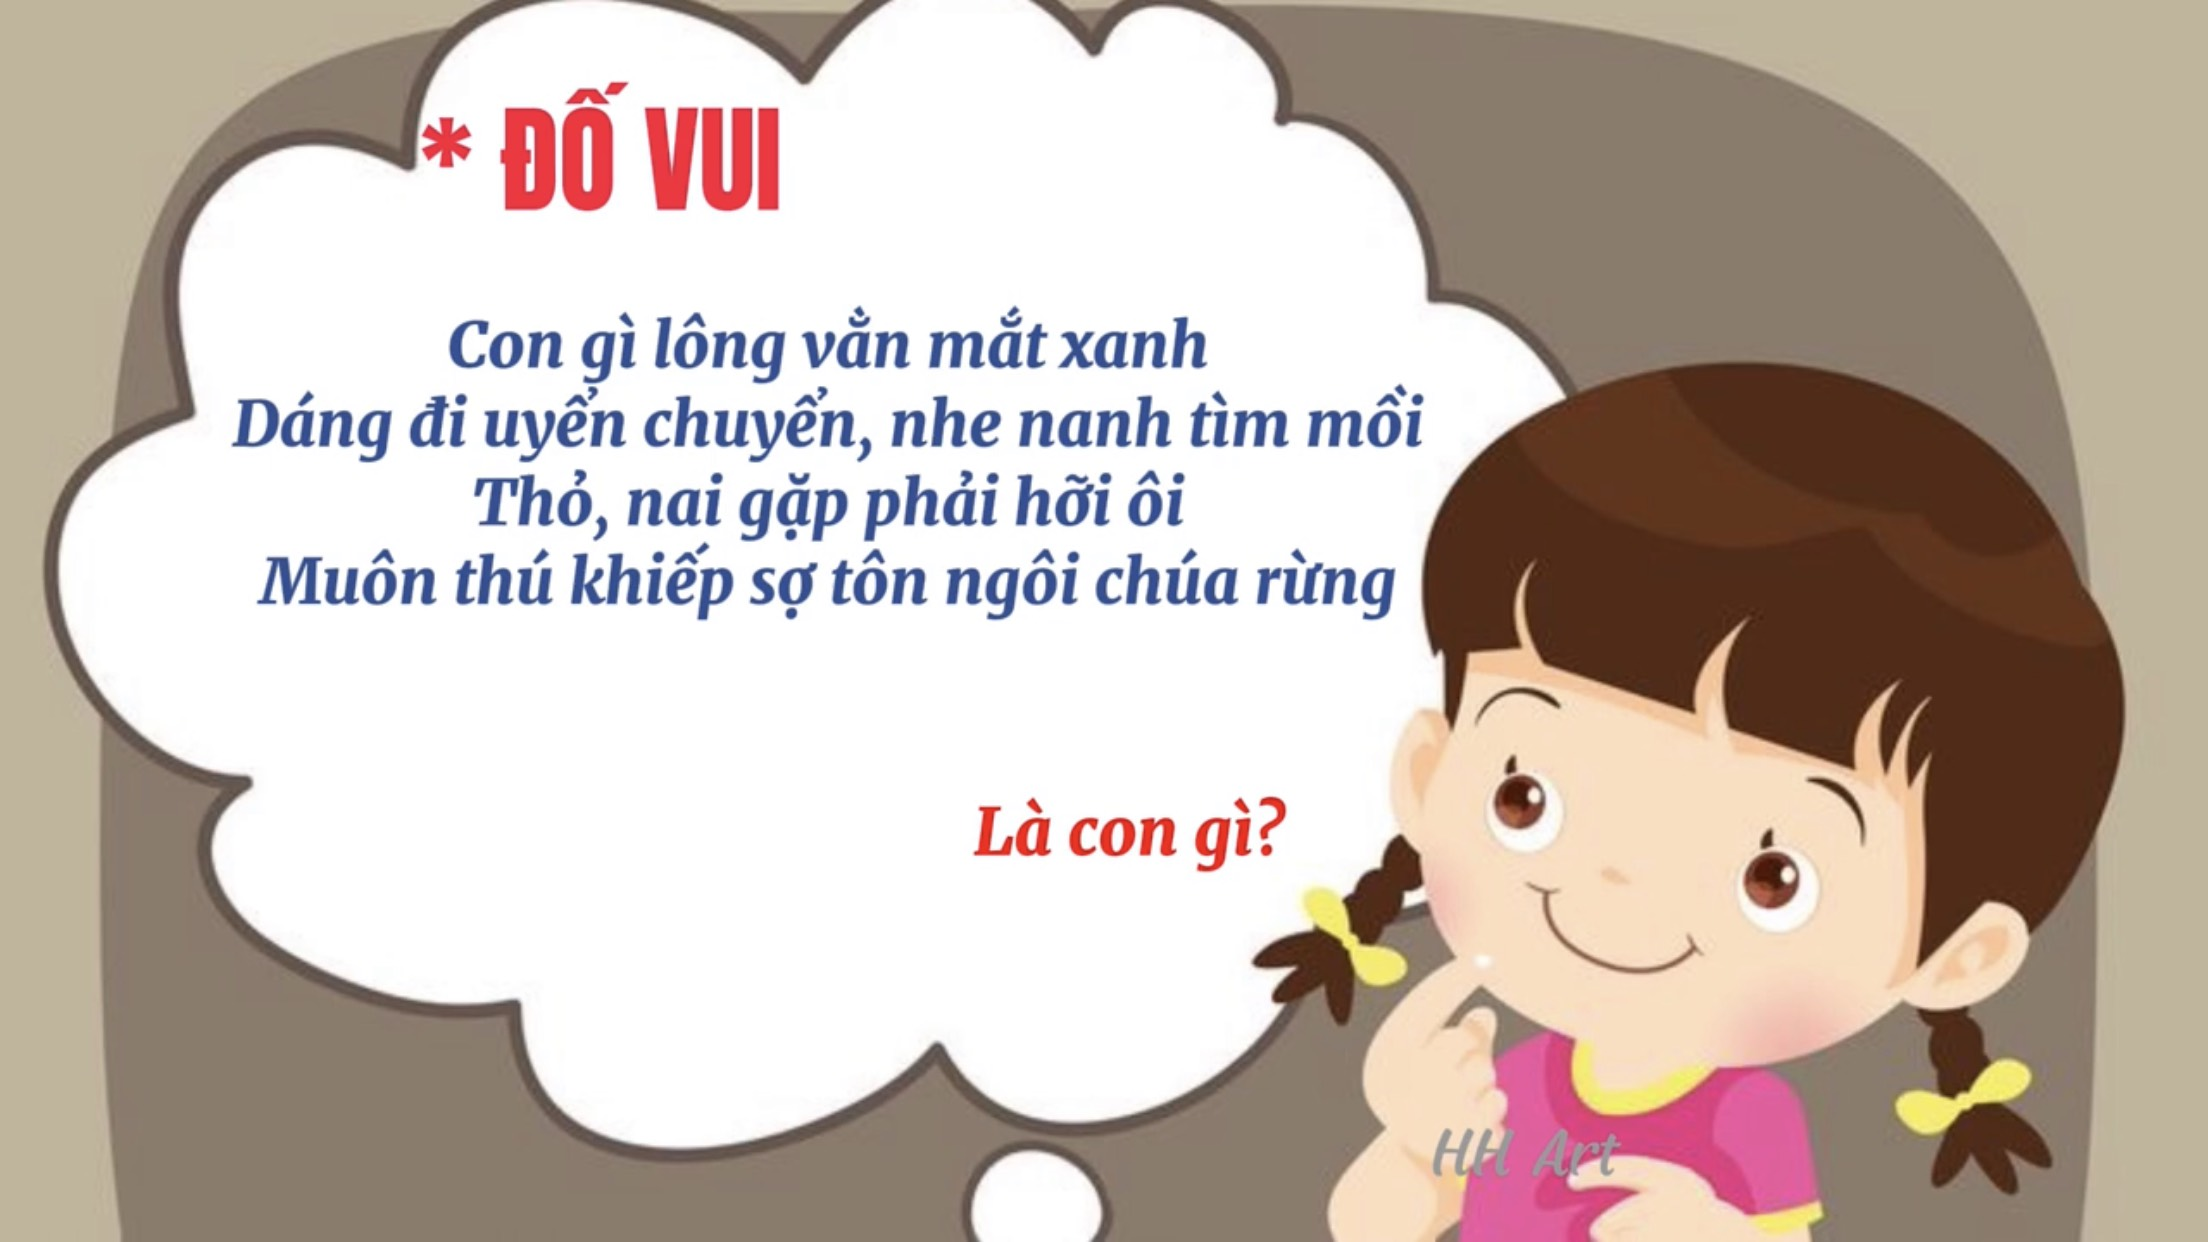 * ĐỐ VUI
Con gì lông vằn mắt xanh
Dáng đi uyển chuyển, nhe nanh tìm mồi
Thỏ, nai gặp phải hỡi ôi
Muôn thú khiếp sợ tôn ngôi chúa rừng
Là con gì?
HH Art